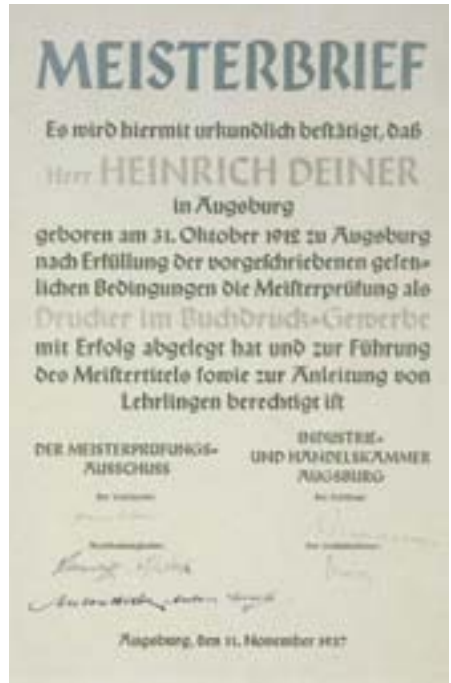 MEISTERBRIEF
Es wird hiermit urkundlich bestätigt, daß
Herr HEINRICH DEINER
in Augsburg
geboren am 31. Oktober 1912 zu Augsburg
nach Erfüllung der vorgeschriebenen gesetz-
lichen Bedingungen die Meisterprüfung als
Drucker im Buchdruck-Gewerbe
mit Erfolg abgelegt hat und zur Führung
des Meistertitels sowie zur Anleitung von
Lehrlingen berechtigt ist
DER MEISTERPRÜFUNGS-
AUSSCHUSS
INDUSTRIE-
UND HANDELSKAMMER
AUGSBURG
Augsburg, den 11. November 1937